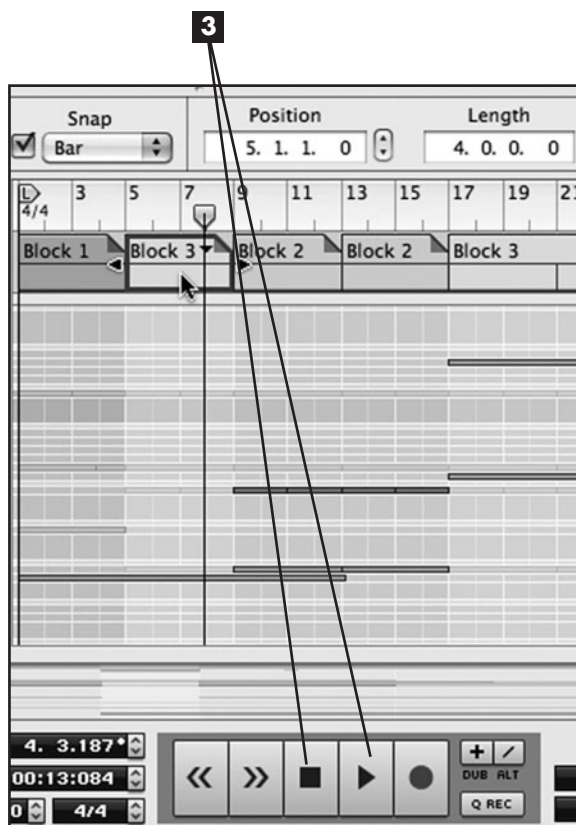 3
Snap Position Length
Bar 5. 1. 1. 0 4. 0. 0. 0
L 3 5 7 9 11 13 15 17 19 21
4/4
Block 1 Block 3 Block 2 Block 2 Block 3
4. 3.187
00:13:084 DUB ALT
0 4/4 Q REC